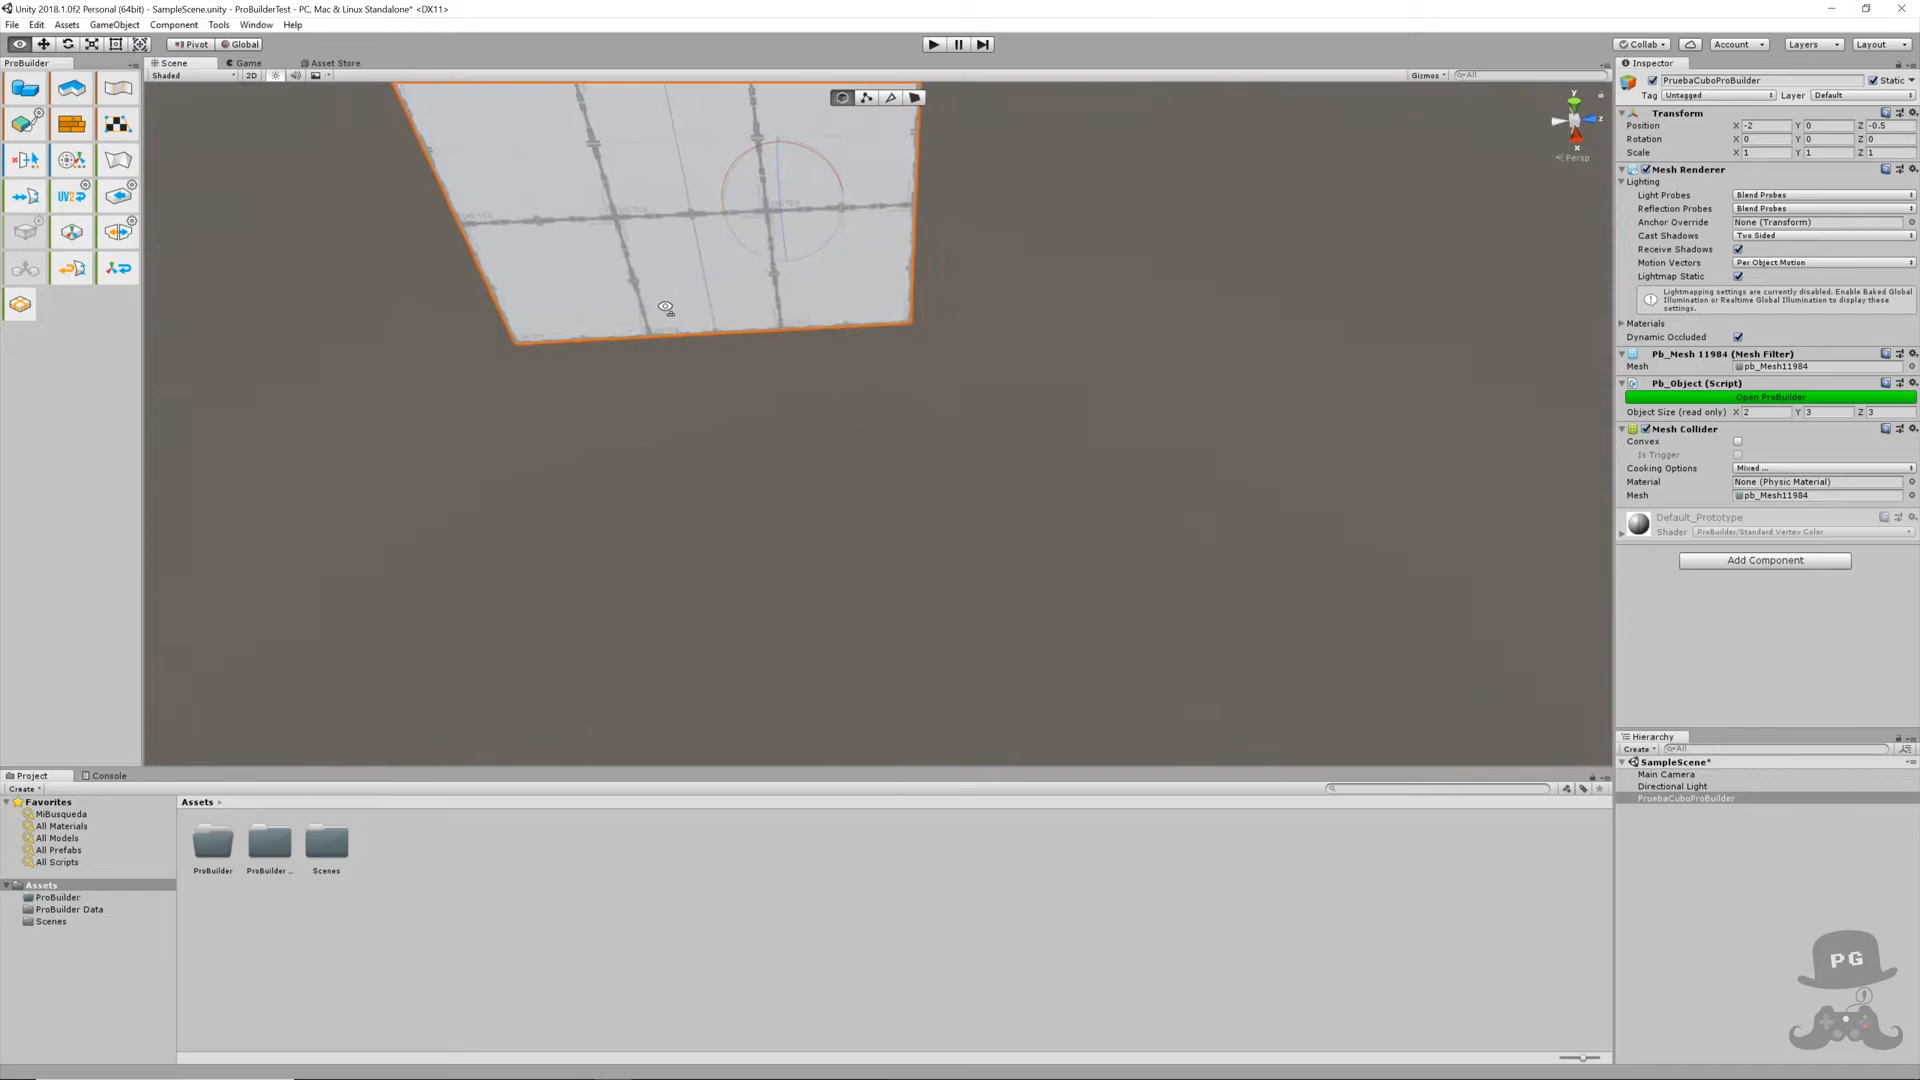 Unity 2018.1.0f2 Personal (64bit) - SampleScene.unity - ProBuilderTest - PC, Mac & Linux Standalone* <DX11>
File Edit Assets GameObject Component Tools Window Help
Pivot Global Collab Account Layers Layout
ProBuilder Scene Game Asset Store Inspector
Shaded 2D Gizmos All
PruebaCuboProBuilder Static
Tag Untagged Layer Default
Transform
Position X -2 Y 0 Z -0.5
Rotation X 0 Y 0 Z 0
Scale X 1 Y 1 Z 1
Mesh Renderer
Lighting
Light Probes Blend Probes
Reflection Probes Blend Probes
Anchor Override None (Transform)
Cast Shadows Two Sided
Receive Shadows
Motion Vectors Per Object Motion
Lightmap Static
Lightmapping settings are currently disabled. Enable Baked Global Illumination or Realtime Global Illumination to display these settings.
Materials
Dynamic Occluded
Pb_Mesh 11984 (Mesh Filter)
Mesh pb_Mesh11984
Pb_Object (Script)
Open ProBuilder
Object Size (read only) X 2 Y 3 Z 3
Mesh Collider
Convex
Is Trigger
Cooking Options Mixed ...
Material None (Physic Material)
Mesh pb_Mesh11984
Default_Prototype
Shader ProBuilder/Standard Vertex Color
Add Component
y
z
x
Persp
UV2
Hierarchy
Create All
SampleScene*
Main Camera
Directional Light
PruebaCuboProBuilder
Project Console
Create
Favorites
MiBusqueda
All Materials
All Models
All Prefabs
All Scripts
Assets
ProBuilder
ProBuilder Data
Scenes
Assets
ProBuilder ProBuilder ... Scenes
PG